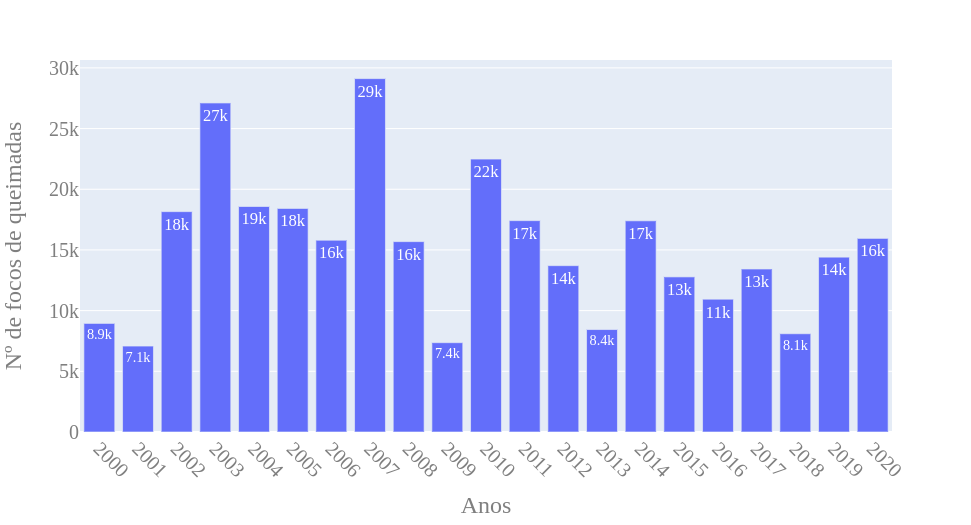 Nº de focos de queimadas
30k
25k
20k
15k
10k
5k
0
8.9k
7.1k
18k
27k
19k
18k
16k
29k
16k
7.4k
22k
17k
14k
8.4k
17k
13k
11k
13k
8.1k
14k
16k
2000
2001
2002
2003
2004
2005
2006
2007
2008
2009
2010
2011
2012
2013
2014
2015
2016
2017
2018
2019
2020
Anos